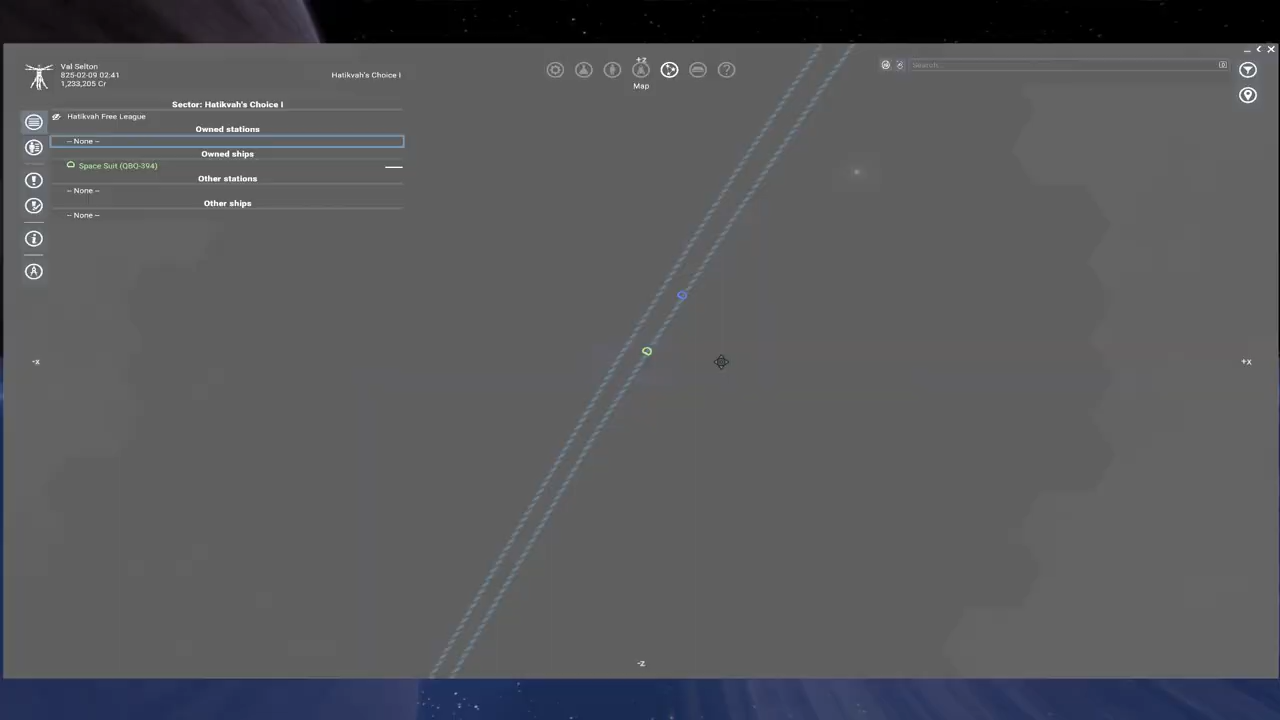 Val Selton
825-02-09 02:41
1,233,205 Cr
Hatikvah's Choice I
+z
Map
Search...
Sector: Hatikvah's Choice I
Hatikvah Free League
Owned stations
-- None --
Owned ships
Space Suit (QBQ-394)
Other stations
-- None --
Other ships
-- None --
-x
+x
-z